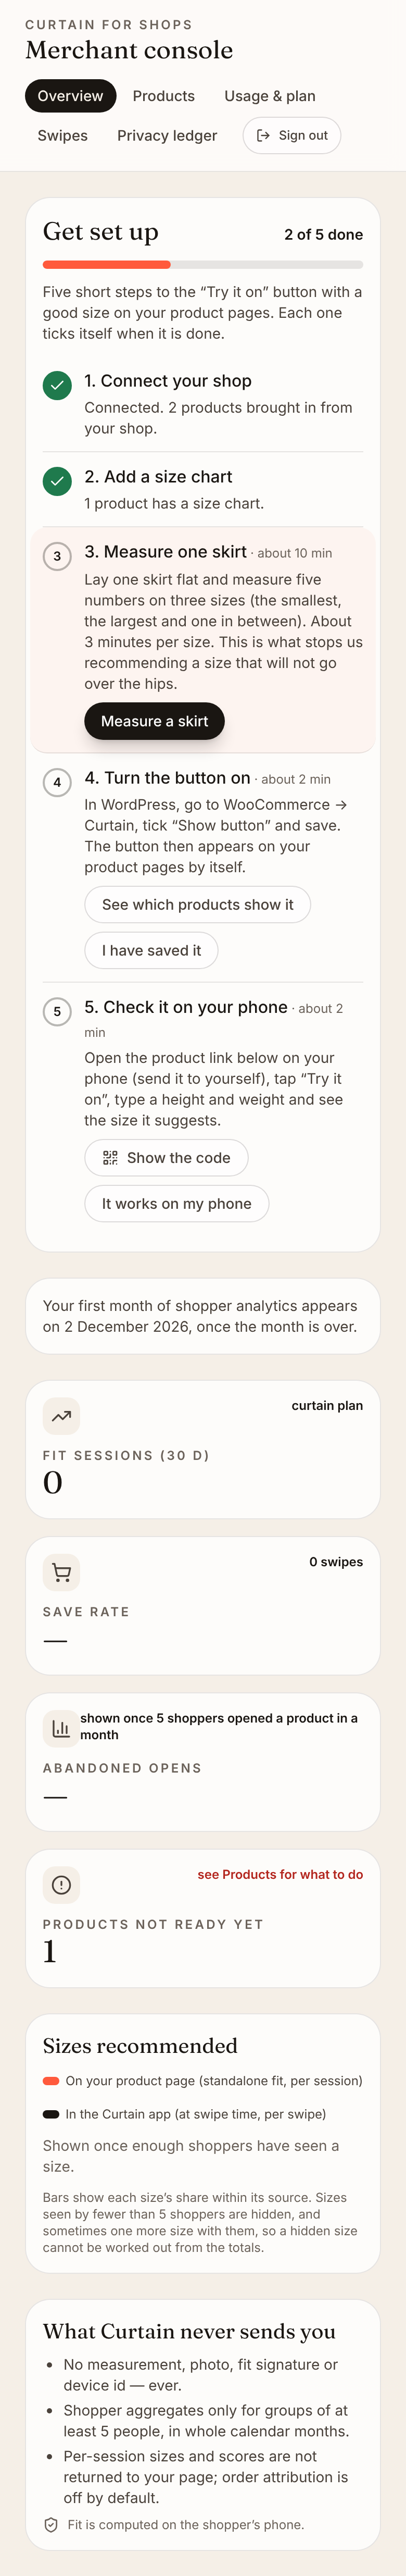 CURTAIN FOR SHOPS
Merchant console
Overview
Products
Usage & plan
Swipes
Privacy ledger
Sign out
Get set up
2 of 5 done
Five short steps to the “Try it on” button with a
good size on your product pages. Each one
ticks itself when it is done.
1. Connect your shop
Connected. 2 products brought in from
your shop.
2. Add a size chart
1 product has a size chart.
3
3. Measure one skirt · about 10 min
Lay one skirt flat and measure five
numbers on three sizes (the smallest,
the largest and one in between). About
3 minutes per size. This is what stops us
recommending a size that will not go
over the hips.
Measure a skirt
4
4. Turn the button on · about 2 min
In WordPress, go to WooCommerce →
Curtain, tick “Show button” and save.
The button then appears on your
product pages by itself.
See which products show it
I have saved it
5
5. Check it on your phone · about 2
min
Open the product link below on your
phone (send it to yourself), tap “Try it
on”, type a height and weight and see
the size it suggests.
Show the code
It works on my phone
Your first month of shopper analytics appears
on 2 December 2026, once the month is over.
curtain plan
FIT SESSIONS (30 D)
0
0 swipes
SAVE RATE
—
shown once 5 shoppers opened a product in a
month
ABANDONED OPENS
—
see Products for what to do
PRODUCTS NOT READY YET
1
Sizes recommended
On your product page (standalone fit, per session)
In the Curtain app (at swipe time, per swipe)
Shown once enough shoppers have seen a
size.
Bars show each size’s share within its source. Sizes
seen by fewer than 5 shoppers are hidden, and
sometimes one more size with them, so a hidden size
cannot be worked out from the totals.
What Curtain never sends you
• No measurement, photo, fit signature or
device id — ever.
• Shopper aggregates only for groups of at
least 5 people, in whole calendar months.
• Per-session sizes and scores are not
returned to your page; order attribution is
off by default.
Fit is computed on the shopper’s phone.